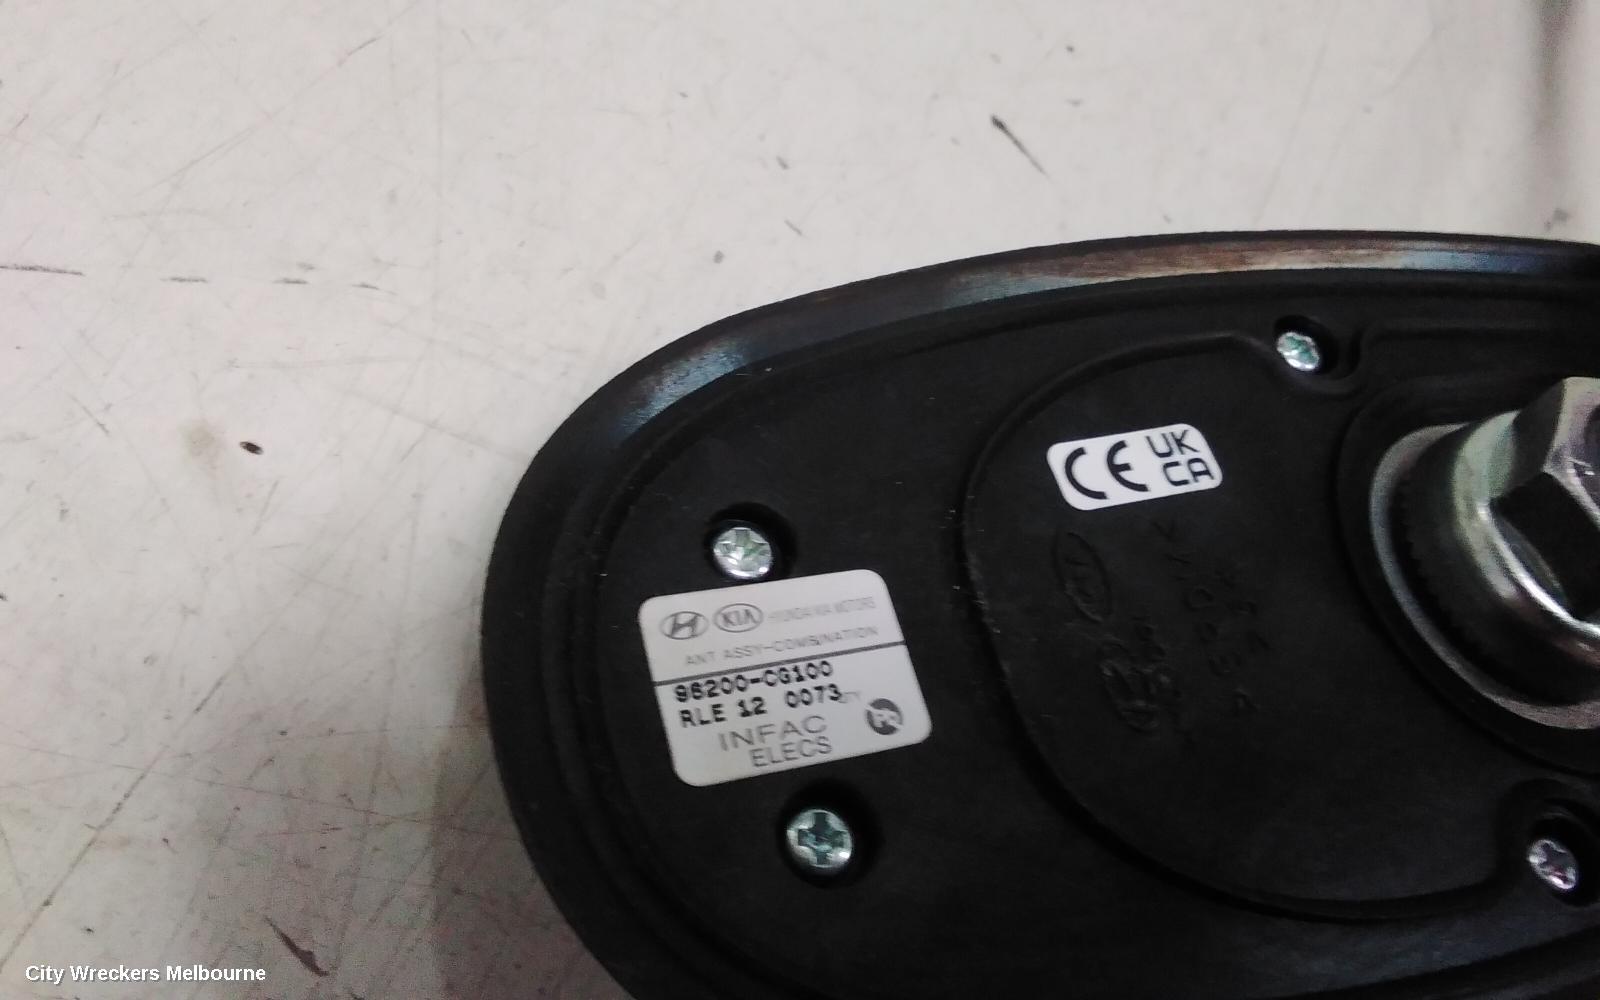 CE UK
CA
KIA
HYUNDAI KIA MOTORS
ANT ASSY-COMBINATION
96200-CG100
RLE 12 0073
INFAC
ELECS
City Wreckers Melbourne